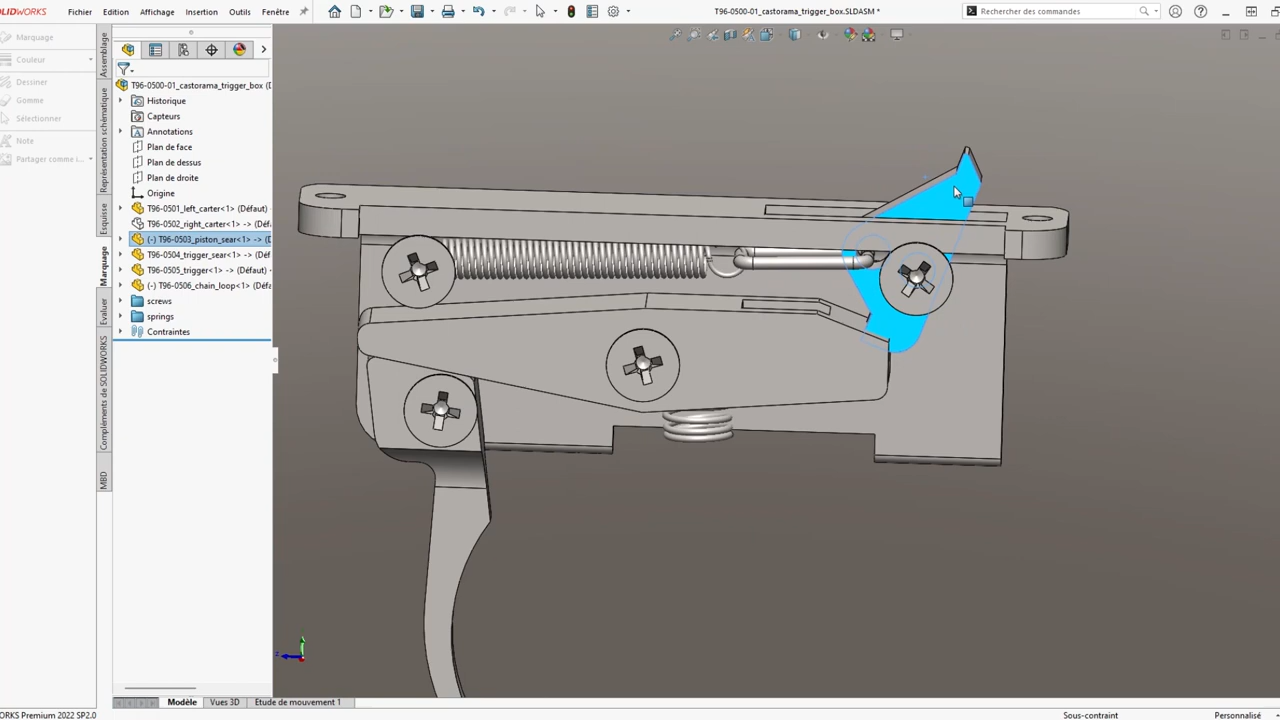 SOLIDWORKS
Fichier Edition Affichage Insertion Outils Fenêtre
T96-0500-01_castorama_trigger_box.SLDASM *
Rechercher des commandes
Marquage
Couleur
Dessiner
Gomme
Sélectionner
Note
Partager comme i...
Assemblage
Représentation schématique
Esquisse
Marquage
Evaluer
Compléments de SOLIDWORKS
MBD
T96-0500-01_castorama_trigger_box (D
Historique
Capteurs
Annotations
Plan de face
Plan de dessus
Plan de droite
Origine
T96-0501_left_carter<1> (Défaut)
T96-0502_right_carter<1> -> (Défa
(-) T96-0503_piston_sear<1> -> (D
T96-0504_trigger_sear<1> -> (Déf
T96-0505_trigger<1> -> (Défaut)
(-) T96-0506_chain_loop<1> (Défa
screws
springs
Contraintes
z
Modèle Vues 3D Etude de mouvement 1
ORKS Premium 2022 SP2.0
Sous-contraint
Personnalisé